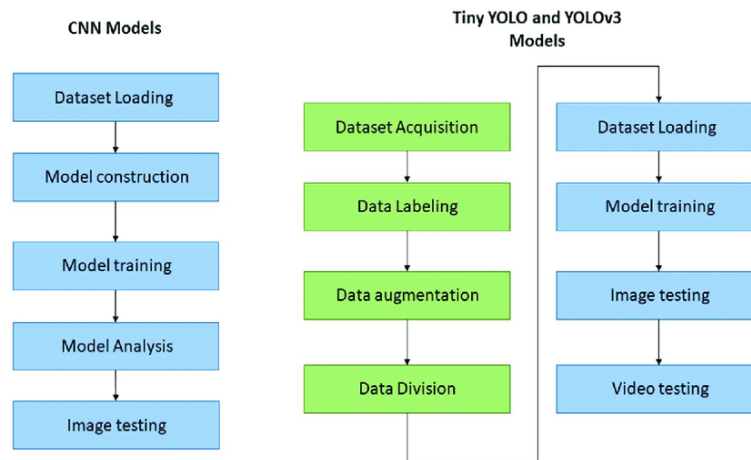 CNN Models
Dataset Loading
Model construction
Model training
Model Analysis
Image testing
Tiny YOLO and YOLOv3
Models
Dataset Acquisition
Data Labeling
Data augmentation
Data Division
Dataset Loading
Model training
Image testing
Video testing